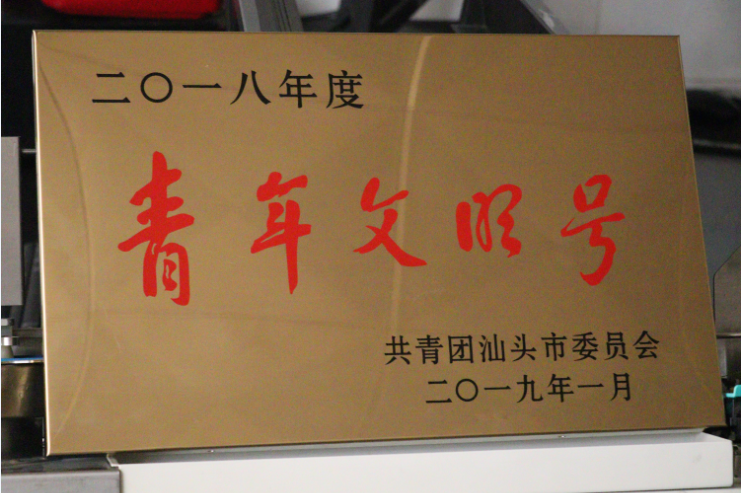 二〇一八年度
青年文明号
共青团汕头市委员会
二〇一九年一月